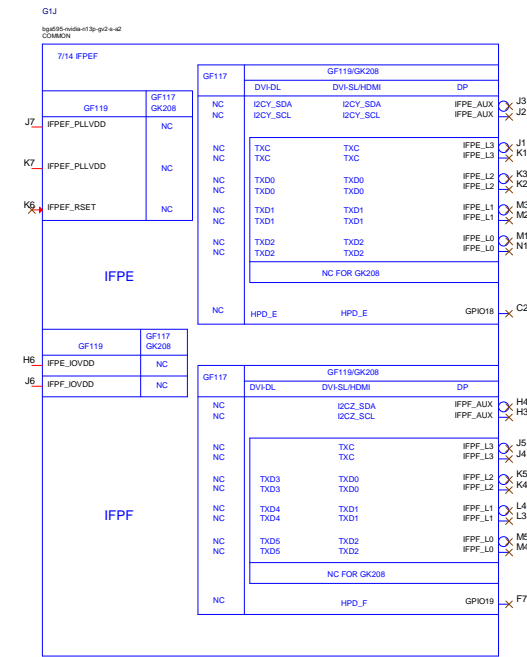 G1J
bga595-nvidia-n13p-gv2-s-a2
COMMON
7/14 IFPEF
GF117 GF119/GK208
DVI-DL DVI-SL/HDMI DP
GF119 GF117 GK208
NC I2CY_SDA I2CY_SDA IFPE_AUX J3
NC I2CY_SCL I2CY_SCL IFPE_AUX J2
J7 IFPEF_PLLVDD NC
K7 IFPEF_PLLVDD NC
K6 IFPEF_RSET NC
NC TXC TXC IFPE_L3 J1
NC TXC TXC IFPE_L3 K1
NC TXD0 TXD0 IFPE_L2 K3
NC TXD0 TXD0 IFPE_L2 K2
NC TXD1 TXD1 IFPE_L1 M3
NC TXD1 TXD1 IFPE_L1 M2
NC TXD2 TXD2 IFPE_L0 M1
NC TXD2 TXD2 IFPE_L0 N1
IFPE
NC FOR GK208
NC HPD_E HPD_E GPIO18 C2
GF119 GF117 GK208
H6 IFPE_IOVDD NC
J6 IFPF_IOVDD NC
GF117 GF119/GK208
DVI-DL DVI-SL/HDMI DP
NC I2CZ_SDA IFPF_AUX H4
NC I2CZ_SCL IFPF_AUX H3
NC TXC IFPF_L3 J5
NC TXC IFPF_L3 J4
NC TXD3 TXD0 IFPF_L2 K5
NC TXD3 TXD0 IFPF_L2 K4
NC TXD4 TXD1 IFPF_L1 L4
NC TXD4 TXD1 IFPF_L1 L3
NC TXD5 TXD2 IFPF_L0 M5
NC TXD5 TXD2 IFPF_L0 M4
IFPF
NC FOR GK208
NC HPD_F GPIO19 F7